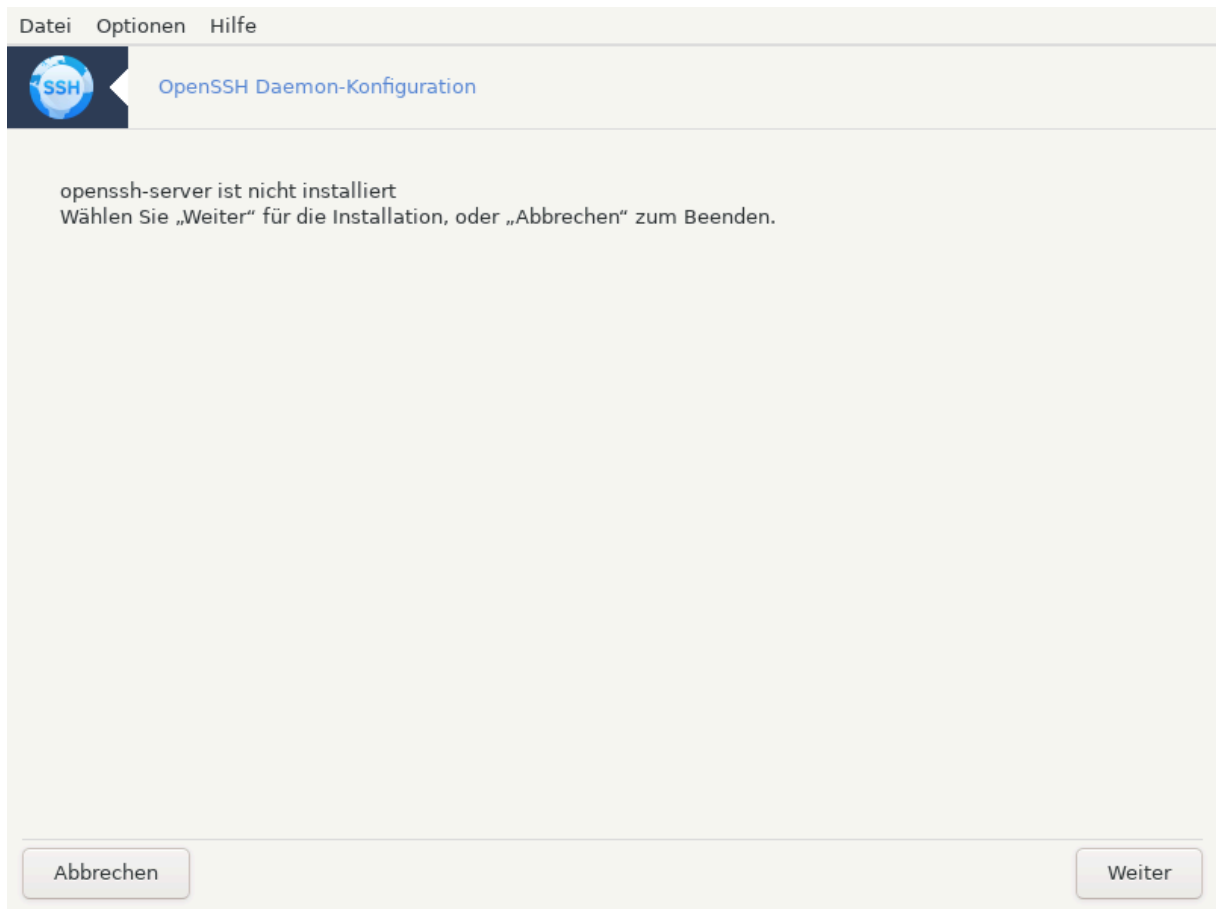 Datei Optionen Hilfe
SSH
OpenSSH Daemon-Konfiguration
openssh-server ist nicht installiert
Wählen Sie „Weiter“ für die Installation, oder „Abbrechen“ zum Beenden.
Abbrechen
Weiter